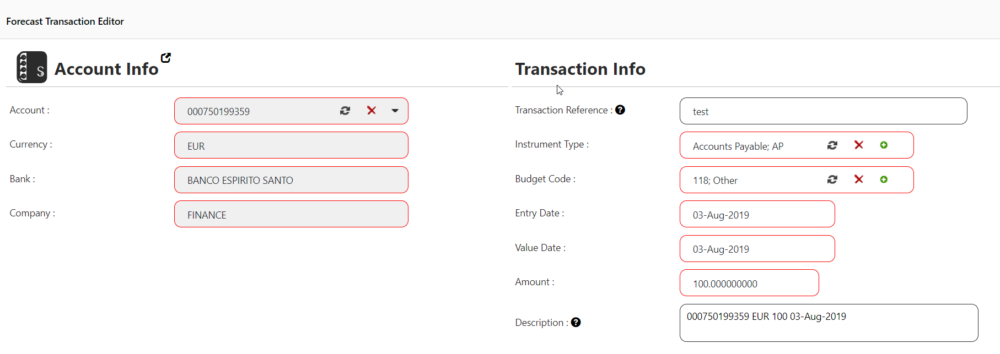 Forecast Transaction Editor
S Account Info
Account :
000750199359
Currency :
EUR
Bank :
BANCO ESPIRITO SANTO
Company :
FINANCE
Transaction Info
Transaction Reference : ?
test
Instrument Type :
Accounts Payable; AP
Budget Code :
118; Other
Entry Date :
03-Aug-2019
Value Date :
03-Aug-2019
Amount :
100.000000000
Description : ?
000750199359 EUR 100 03-Aug-2019